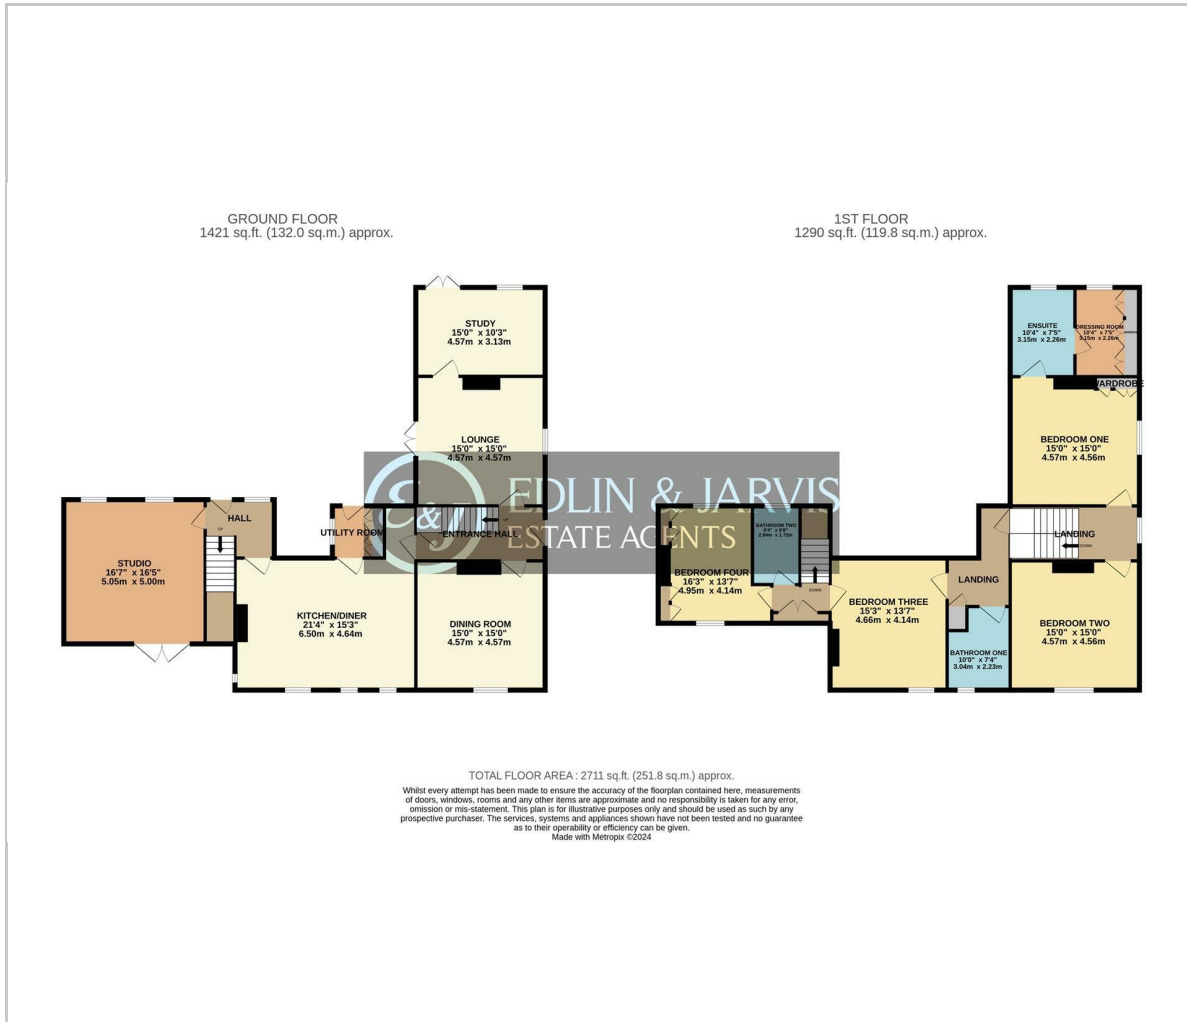 GROUND FLOOR
1421 sq.ft. (132.0 sq.m.) approx.
1ST FLOOR
1290 sq.ft. (119.8 sq.m.) approx.
STUDY
15'0" x 10'3"
4.57m x 3.13m
LOUNGE
15'0" x 15'0"
4.57m x 4.57m
HALL
UP
UTILITY ROOM
UP
ENTRANCE HALL
STUDIO
16'7" x 16'5"
5.05m x 5.00m
KITCHEN/DINER
21'4" x 15'3"
6.50m x 4.64m
DINING ROOM
15'0" x 15'0"
4.57m x 4.57m
E&J
EDLIN & JARVIS
ESTATE AGENTS
ENSUITE
10'4" x 7'5"
3.15m x 2.26m
DRESSING ROOM
10'4" x 7'5"
3.15m x 2.26m
WARDROBE
BEDROOM ONE
15'0" x 15'0"
4.57m x 4.56m
BATHROOM TWO
2.84m x 1.72m
LANDING
DOWN
BEDROOM FOUR
16'3" x 13'7"
4.95m x 4.14m
DOWN
LANDING
BEDROOM THREE
15'3" x 13'7"
4.66m x 4.14m
BEDROOM TWO
15'0" x 15'0"
4.57m x 4.56m
BATHROOM ONE
10'0" x 7'4"
3.04m x 2.23m
TOTAL FLOOR AREA : 2711 sq.ft. (251.8 sq.m.) approx.
Whilst every attempt has been made to ensure the accuracy of the floorplan contained here, measurements
of doors, windows, rooms and any other items are approximate and no responsibility is taken for any error,
omission or mis-statement. This plan is for illustrative purposes only and should be used as such by any
prospective purchaser. The services, systems and appliances shown have not been tested and no guarantee
as to their operability or efficiency can be given.
Made with Metropix ©2024